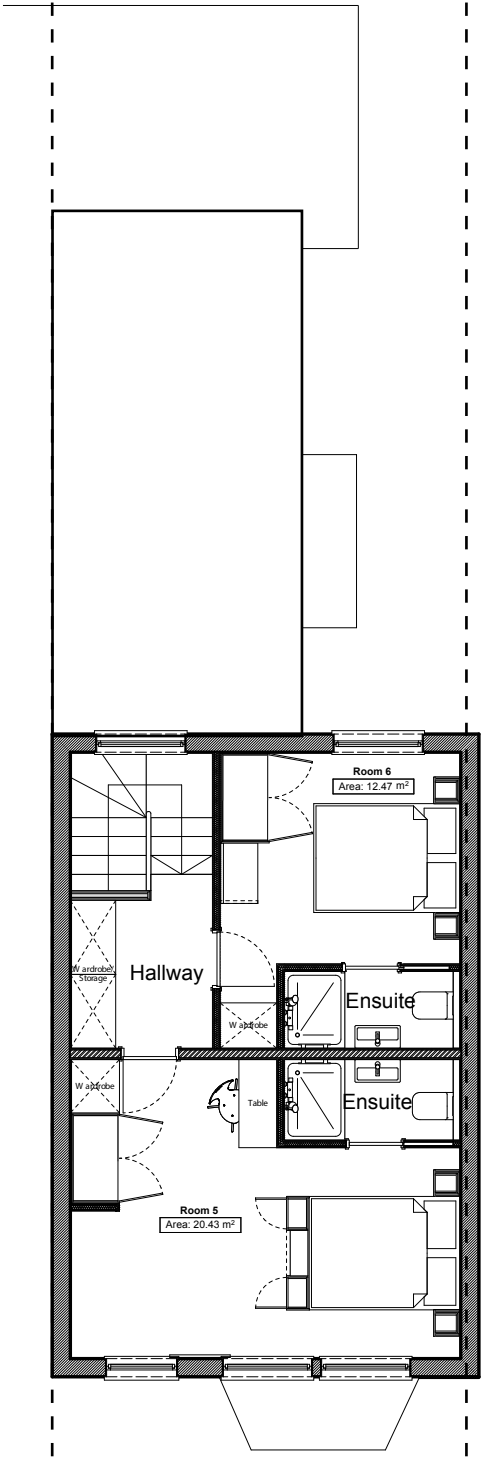 Room 6
Area: 12.47 m²
Wardrobe/
Storage
Hallway
Ensuite
Wardrobe
Wardrobe
Table
Ensuite
Room 5
Area: 20.43 m²